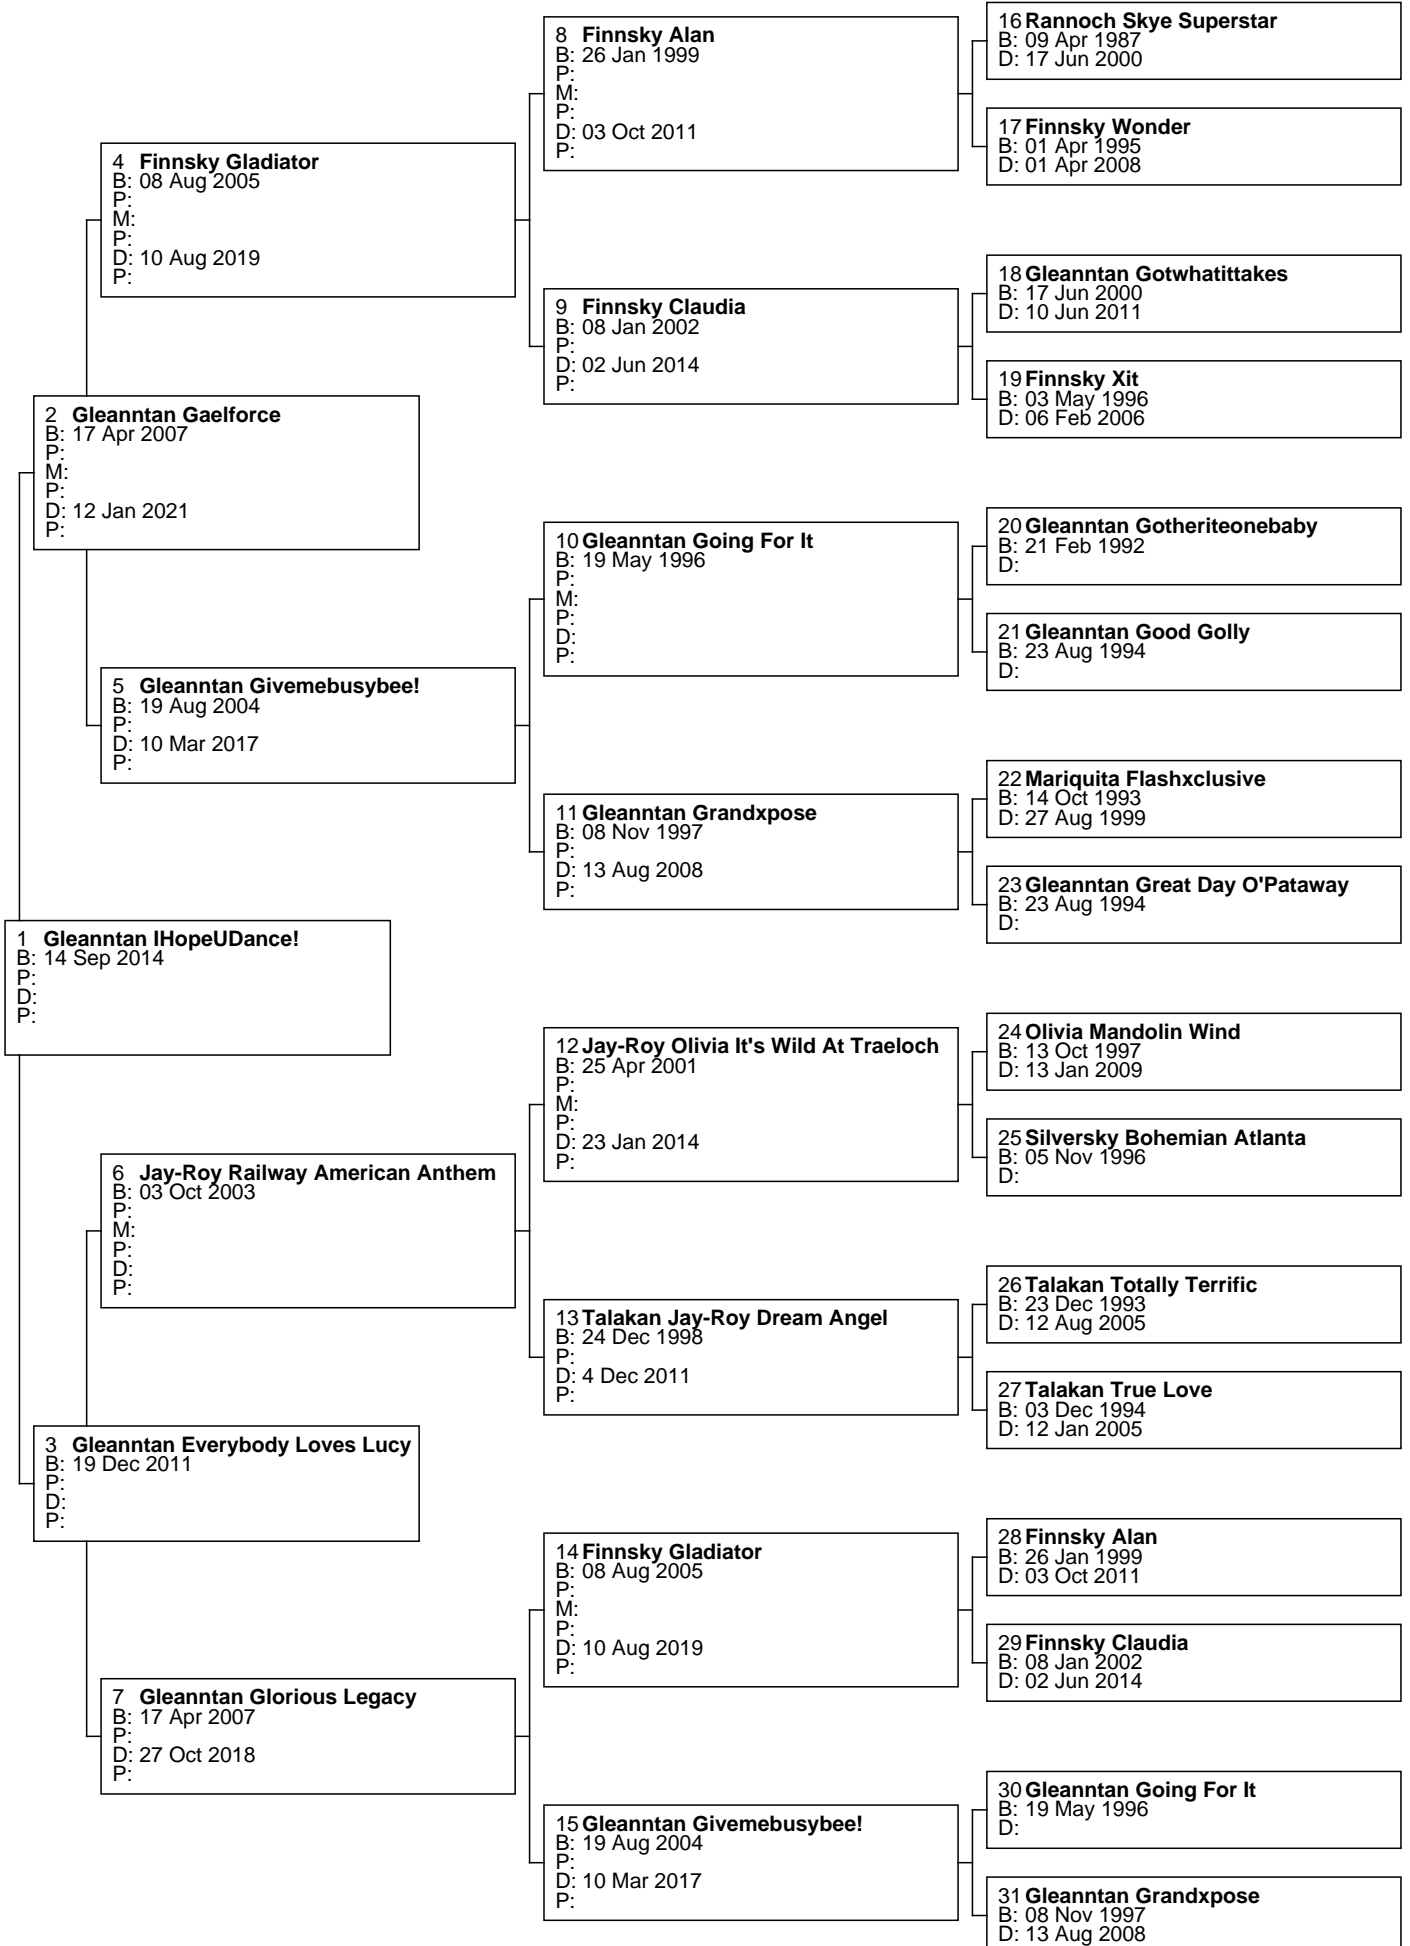 8 Finnsky Alan
B: 26 Jan 1999
P:
M:
P:
D: 03 Oct 2011
P:
16 Rannoch Skye Superstar
B: 09 Apr 1987
D: 17 Jun 2000
17 Finnsky Wonder
B: 01 Apr 1995
D: 01 Apr 2008
4 Finnsky Gladiator
B: 08 Aug 2005
P:
M:
P:
D: 10 Aug 2019
P:
9 Finnsky Claudia
B: 08 Jan 2002
P:
D: 02 Jun 2014
P:
18 Gleanntan Gotwhatittakes
B: 17 Jun 2000
D: 10 Jun 2011
19 Finnsky Xit
B: 03 May 1996
D: 06 Feb 2006
2 Gleanntan Gaelforce
B: 17 Apr 2007
P:
M:
P:
D: 12 Jan 2021
P:
10 Gleanntan Going For It
B: 19 May 1996
P:
M:
P:
D:
P:
20 Gleanntan Gotheriteonebaby
B: 21 Feb 1992
D:
21 Gleanntan Good Golly
B: 23 Aug 1994
D:
5 Gleanntan Givemebusybee!
B: 19 Aug 2004
P:
D: 10 Mar 2017
P:
11 Gleanntan Grandxpose
B: 08 Nov 1997
P:
D: 13 Aug 2008
P:
22 Mariquita Flashxclusive
B: 14 Oct 1993
D: 27 Aug 1999
23 Gleanntan Great Day O'Pataway
B: 23 Aug 1994
D:
1 Gleanntan IHopeUDance!
B: 14 Sep 2014
P:
D:
P:
12 Jay-Roy Olivia It's Wild At Traeloch
B: 25 Apr 2001
P:
M:
P:
D: 23 Jan 2014
P:
24 Olivia Mandolin Wind
B: 13 Oct 1997
D: 13 Jan 2009
25 Silversky Bohemian Atlanta
B: 05 Nov 1996
D:
6 Jay-Roy Railway American Anthem
B: 03 Oct 2003
P:
M:
P:
D:
P:
13 Talakan Jay-Roy Dream Angel
B: 24 Dec 1998
P:
D: 4 Dec 2011
P:
26 Talakan Totally Terrific
B: 23 Dec 1993
D: 12 Aug 2005
27 Talakan True Love
B: 03 Dec 1994
D: 12 Jan 2005
3 Gleanntan Everybody Loves Lucy
B: 19 Dec 2011
P:
D:
P:
14 Finnsky Gladiator
B: 08 Aug 2005
P:
M:
P:
D: 10 Aug 2019
P:
28 Finnsky Alan
B: 26 Jan 1999
D: 03 Oct 2011
29 Finnsky Claudia
B: 08 Jan 2002
D: 02 Jun 2014
7 Gleanntan Glorious Legacy
B: 17 Apr 2007
P:
D: 27 Oct 2018
P:
15 Gleanntan Givemebusybee!
B: 19 Aug 2004
P:
D: 10 Mar 2017
P:
30 Gleanntan Going For It
B: 19 May 1996
D:
31 Gleanntan Grandxpose
B: 08 Nov 1997
D: 13 Aug 2008